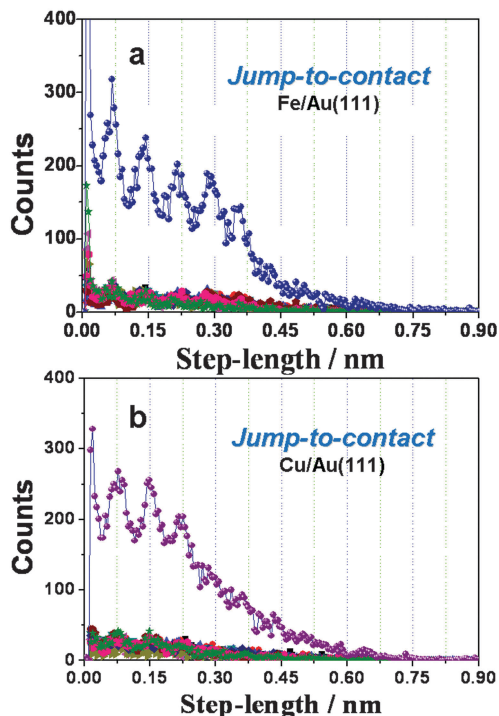 a
Jump-to-contact
Fe/Au(111)
Counts
400
300
200
100
0
0.00 0.15 0.30 0.45 0.60 0.75 0.90
Step-length / nm
b
Jump-to-contact
Cu/Au(111)
Counts
400
300
200
100
0
0.00 0.15 0.30 0.45 0.60 0.75 0.90
Step-length / nm